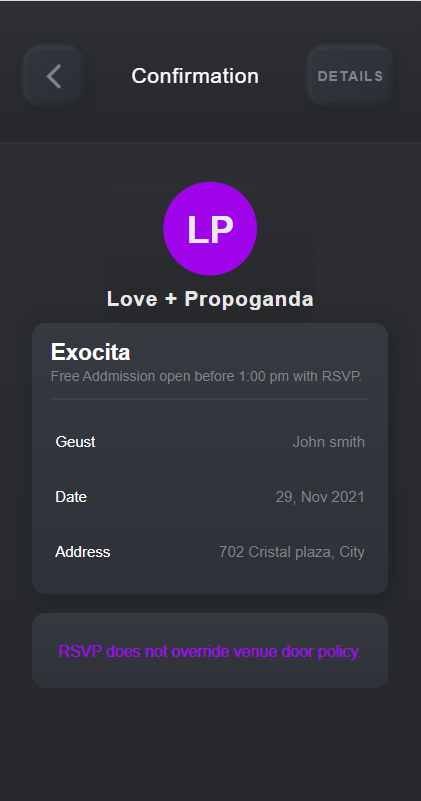 Confirmation
DETAILS
LP
Love + Propoganda
Exocita
Free Addmission open before 1:00 pm with RSVP.
Geust John smith
Date 29, Nov 2021
Address 702 Cristal plaza, City
RSVP does not override venue door policy.